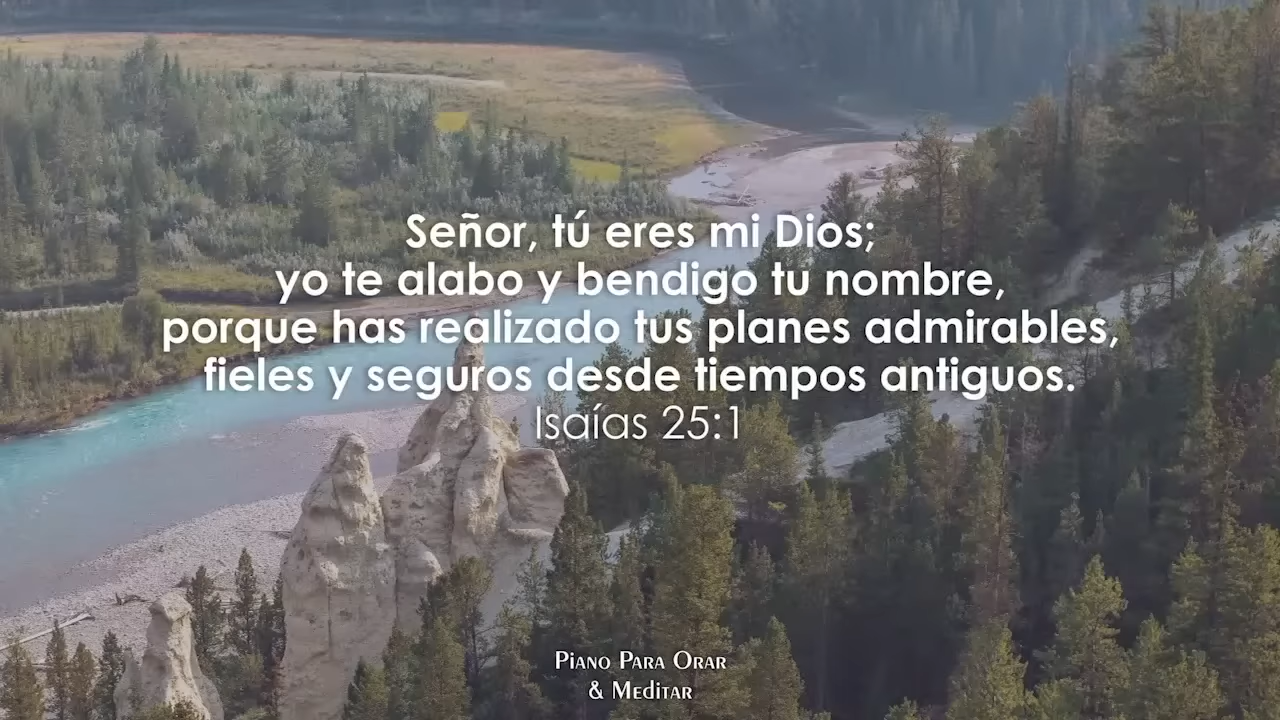 Señor, tú eres mi Dios;
yo te alabo y bendigo tu nombre,
porque has realizado tus planes admirables,
fieles y seguros desde tiempos antiguos.
Isaías 25:1
Piano Para Orar
& Meditar